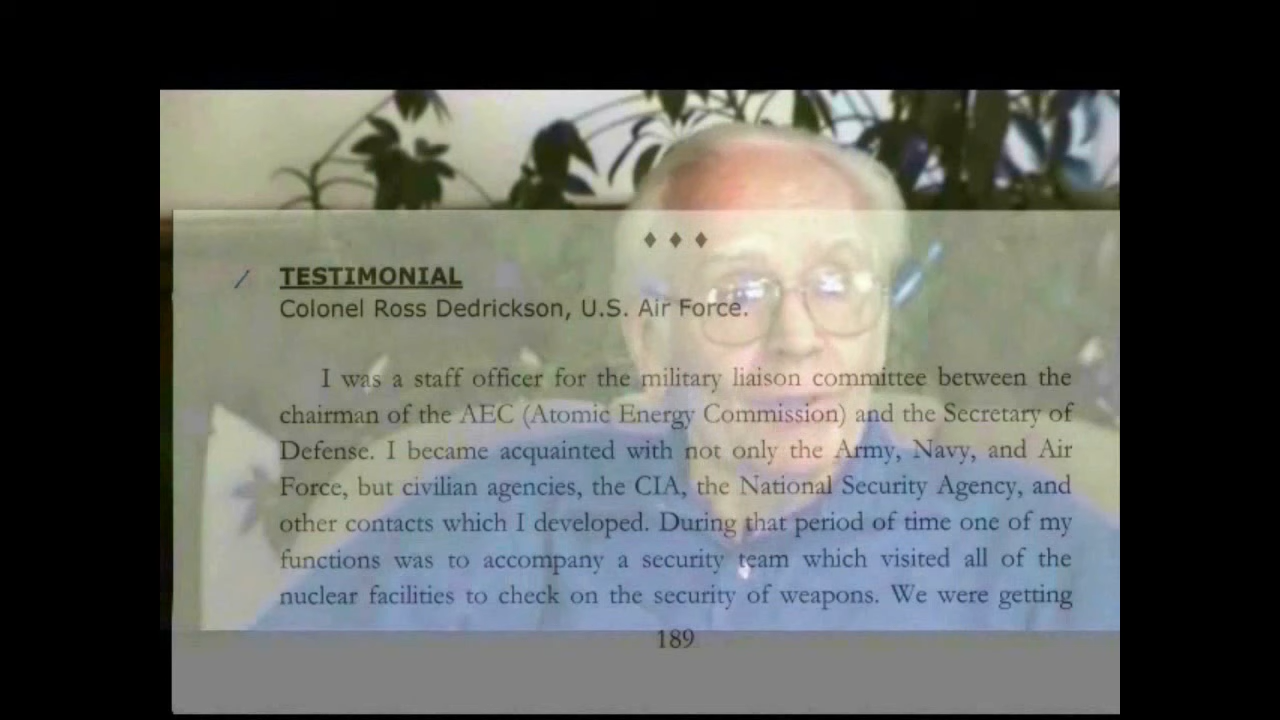 TESTIMONIAL
Colonel Ross Dedrickson, U.S. Air Force.
I was a staff officer for the military liaison committee between the
chairman of the AEC (Atomic Energy Commission) and the Secretary of
Defense. I became acquainted with not only the Army, Navy, and Air
Force, but civilian agencies, the CIA, the National Security Agency, and
other contacts which I developed. During that period of time one of my
functions was to accompany a security team which visited all of the
nuclear facilities to check on the security of weapons. We were getting
189